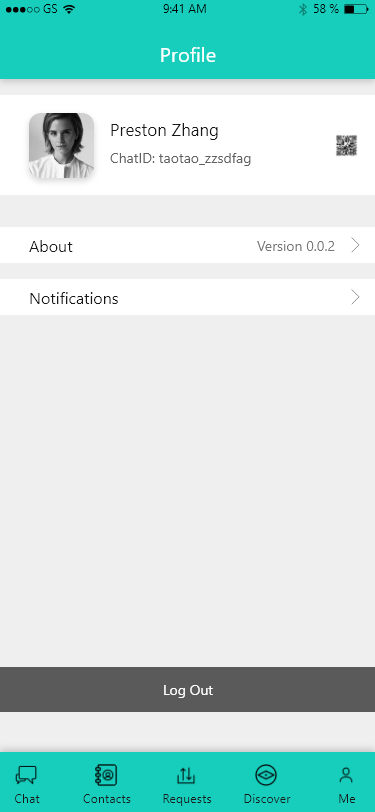 GS 9:41 AM 58 %
Profile
Preston Zhang
ChatID: taotao_zzsdfag
About Version 0.0.2
Notifications
Log Out
Chat Contacts Requests Discover Me